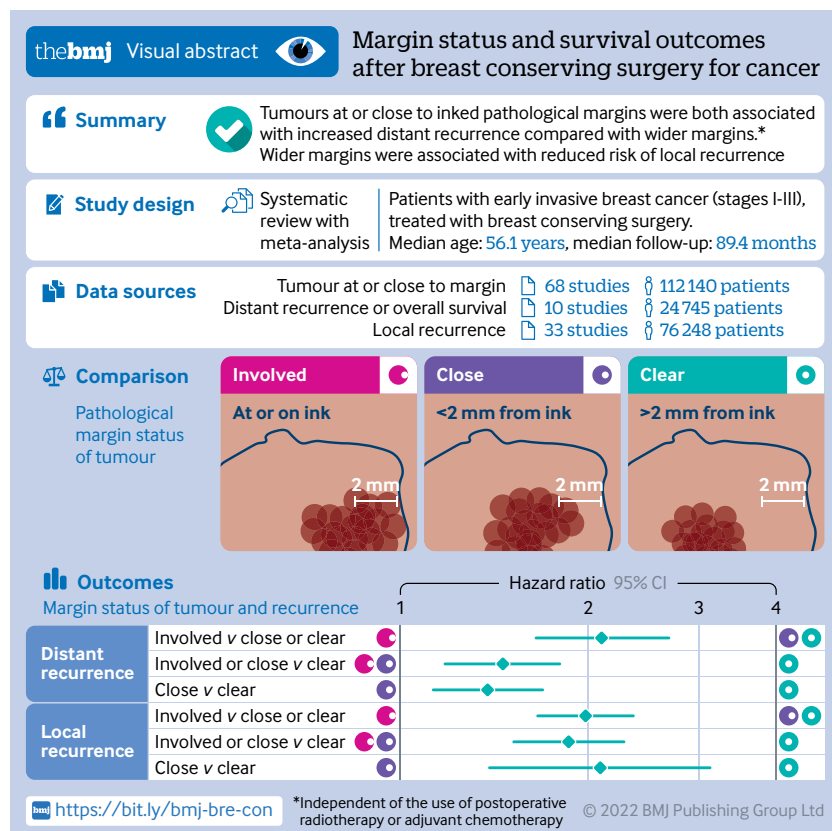 thebmj Visual abstract
Margin status and survival outcomes
after breast conserving surgery for cancer
Summary
Tumours at or close to inked pathological margins were both associated
with increased distant recurrence compared with wider margins.*
Wider margins were associated with reduced risk of local recurrence
Study design
Systematic
review with
meta-analysis
Patients with early invasive breast cancer (stages I-III),
treated with breast conserving surgery.
Median age: 56.1 years, median follow-up: 89.4 months
Data sources
Tumour at or close to margin 68 studies 112 140 patients
Distant recurrence or overall survival 10 studies 24 745 patients
Local recurrence 33 studies 76 248 patients
Comparison
Pathological
margin status
of tumour
Involved
At or on ink
2 mm
Close
<2 mm from ink
2 mm
Clear
>2 mm from ink
2 mm
Outcomes
Margin status of tumour and recurrence
Hazard ratio 95% CI
1 2 3 4
Distant
recurrence
Involved v close or clear
Involved or close v clear
Close v clear
Local
recurrence
Involved v close or clear
Involved or close v clear
Close v clear
bmj https://bit.ly/bmj-bre-con
*Independent of the use of postoperative
radiotherapy or adjuvant chemotherapy
© 2022 BMJ Publishing Group Ltd